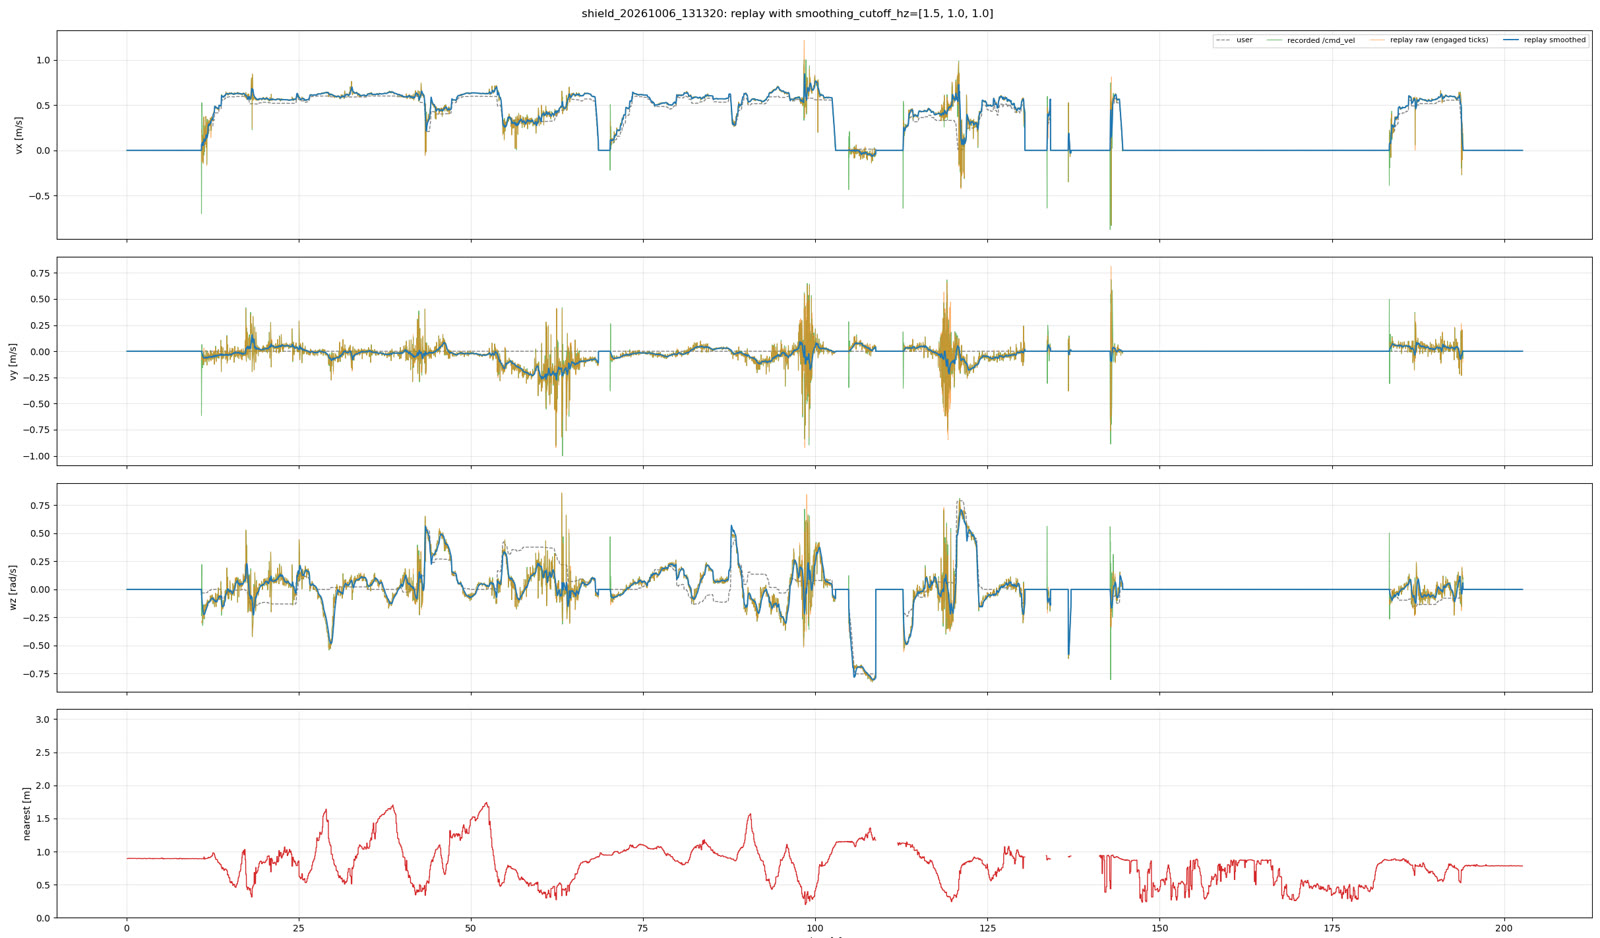 shield_20261006_131320: replay with smoothing_cutoff_hz=[1.5, 1.0, 1.0]
user
recorded /cmd_vel
replay raw (engaged ticks)
replay smoothed
vx [m/s]
1.0
0.5
0.0
−0.5
vy [m/s]
0.75
0.50
0.25
0.00
−0.25
−0.50
−0.75
−1.00
wz [rad/s]
0.75
0.50
0.25
0.00
−0.25
−0.50
−0.75
nearest [m]
3.0
2.5
2.0
1.5
1.0
0.5
0.0
0 25 50 75 100 125 150 175 200